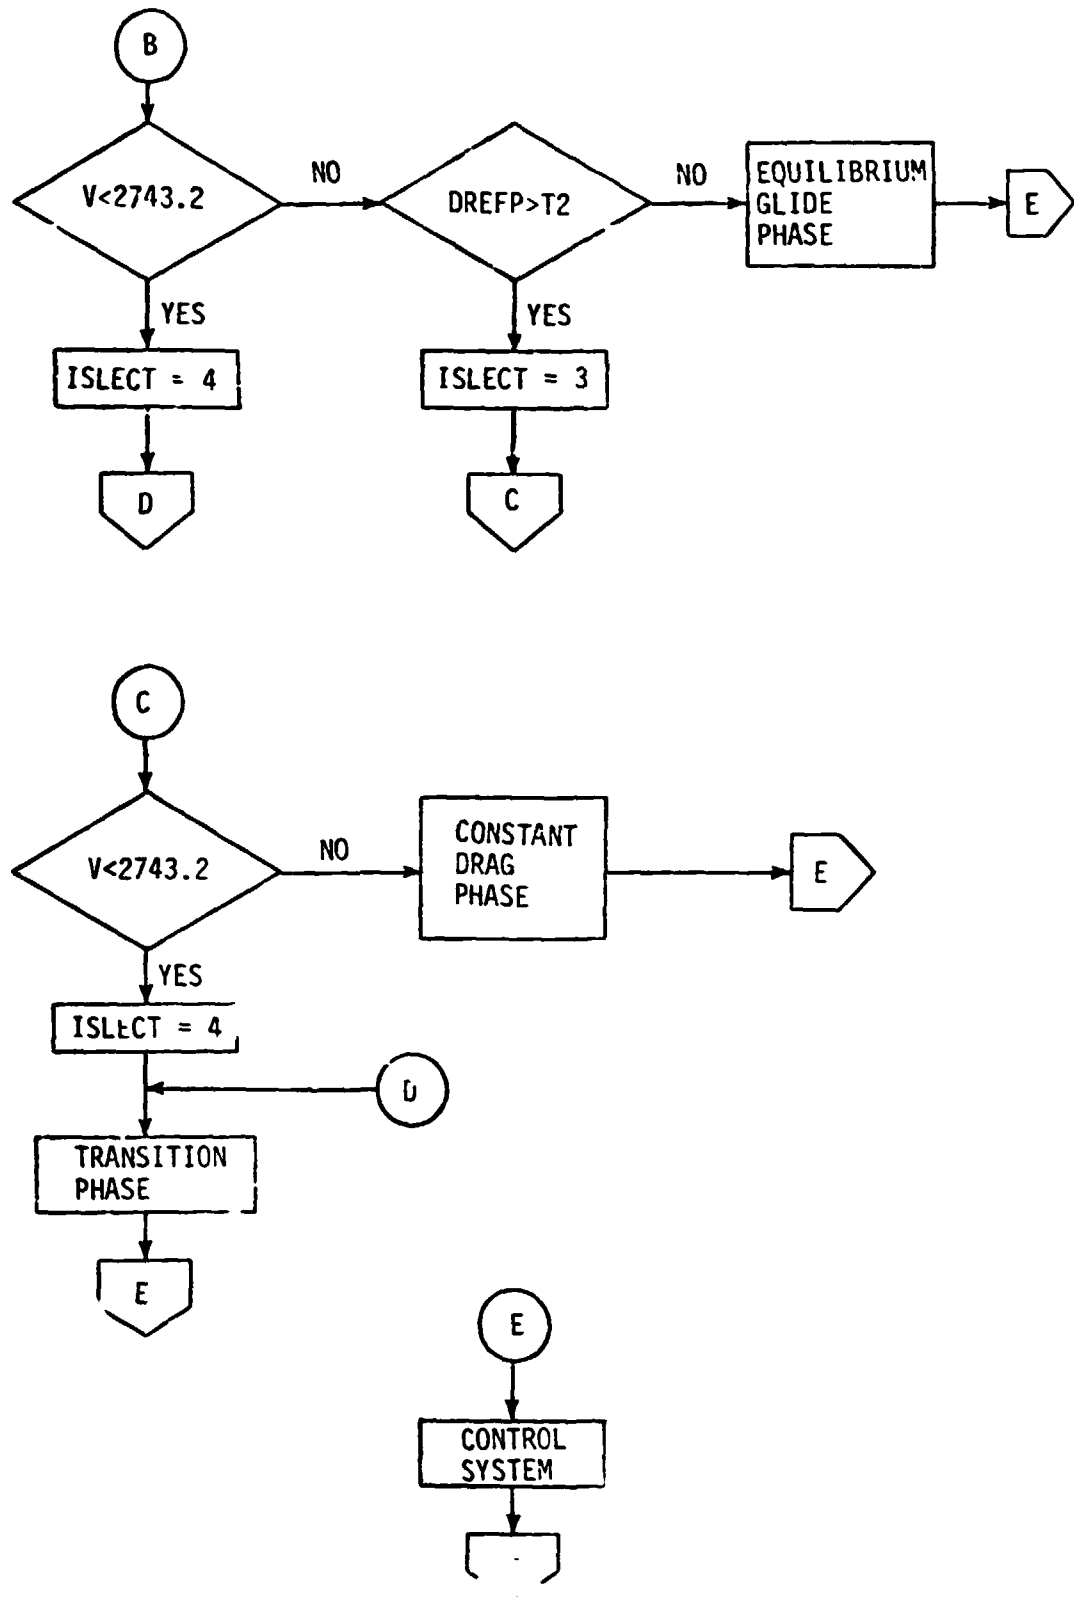 B
V<2743.2
NO
DREFP>T2
NO
EQUILIBRIUM
GLIDE
PHASE
E
YES
YES
ISLECT = 4
ISLECT = 3
D
C
C
V<2743.2
NO
CONSTANT
DRAG
PHASE
E
YES
ISLECT = 4
D
TRANSITION
PHASE
E
E
CONTROL
SYSTEM